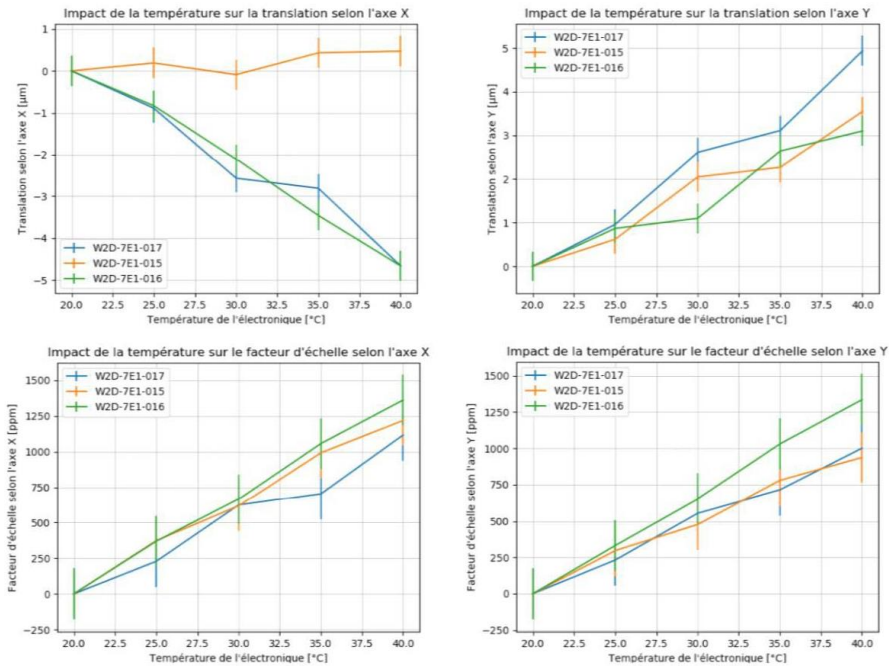 Impact de la température sur la translation selon l'axe X
Translation selon l'axe X [µm]
1
0
−1
−2
−3
−4
−5
W2D-7E1-017
W2D-7E1-015
W2D-7E1-016
20.0 22.5 25.0 27.5 30.0 32.5 35.0 37.5 40.0
Température de l'électronique [°C]
Impact de la température sur la translation selon l'axe Y
Translation selon l'axe Y [µm]
5
4
3
2
1
0
W2D-7E1-017
W2D-7E1-015
W2D-7E1-016
20.0 22.5 25.0 27.5 30.0 32.5 35.0 37.5 40.0
Température de l'électronique [°C]
Impact de la température sur le facteur d'échelle selon l'axe X
Facteur d'échelle selon l'axe X [ppm]
1500
1250
1000
750
500
250
0
−250
W2D-7E1-017
W2D-7E1-015
W2D-7E1-016
20.0 22.5 25.0 27.5 30.0 32.5 35.0 37.5 40.0
Température de l'électronique [°C]
Impact de la température sur le facteur d'échelle selon l'axe Y
Facteur d'échelle selon l'axe Y [ppm]
1500
1250
1000
750
500
250
0
−250
W2D-7E1-017
W2D-7E1-015
W2D-7E1-016
20.0 22.5 25.0 27.5 30.0 32.5 35.0 37.5 40.0
Température de l'électronique [°C]